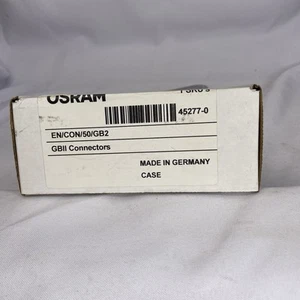 OSRAM
45277-0
EN/CON/50/GB2
GBII Connectors
MADE IN GERMANY
CASE